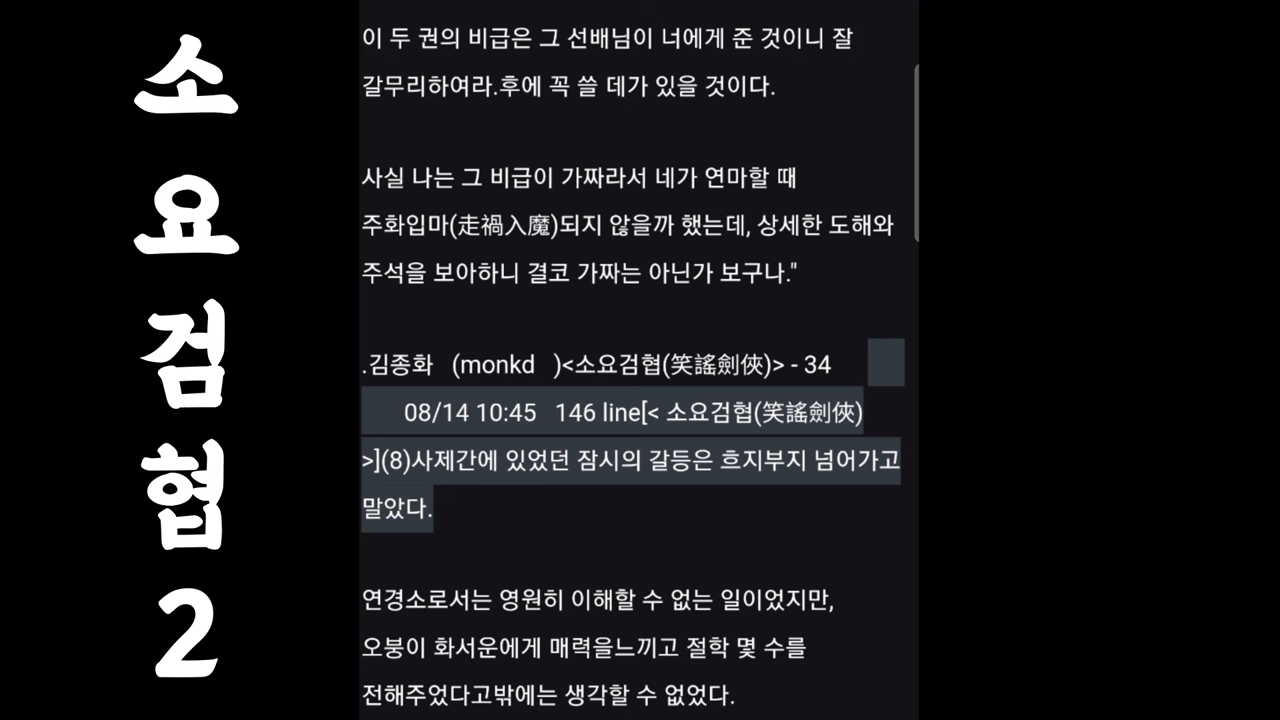 소
요
검
협
2
이 두 권의 비급은 그 선배님이 너에게 준 것이니 잘
갈무리하여라.후에 꼭 쓸 데가 있을 것이다.
사실 나는 그 비급이 가짜라서 네가 연마할 때
주화입마(走禍入魔)되지 않을까 했는데, 상세한 도해와
주석을 보아하니 결코 가짜는 아닌가 보구나."
.김종화 (monkd )<소요검협(笑謠劍俠)> - 34
08/14 10:45 146 line[< 소요검협(笑謠劍俠)
>](8)사제간에 있었던 잠시의 갈등은 흐지부지 넘어가고
말았다.
연경소로서는 영원히 이해할 수 없는 일이었지만,
오붕이 화서운에게 매력을느끼고 절학 몇 수를
전해주었다고밖에는 생각할 수 없었다.